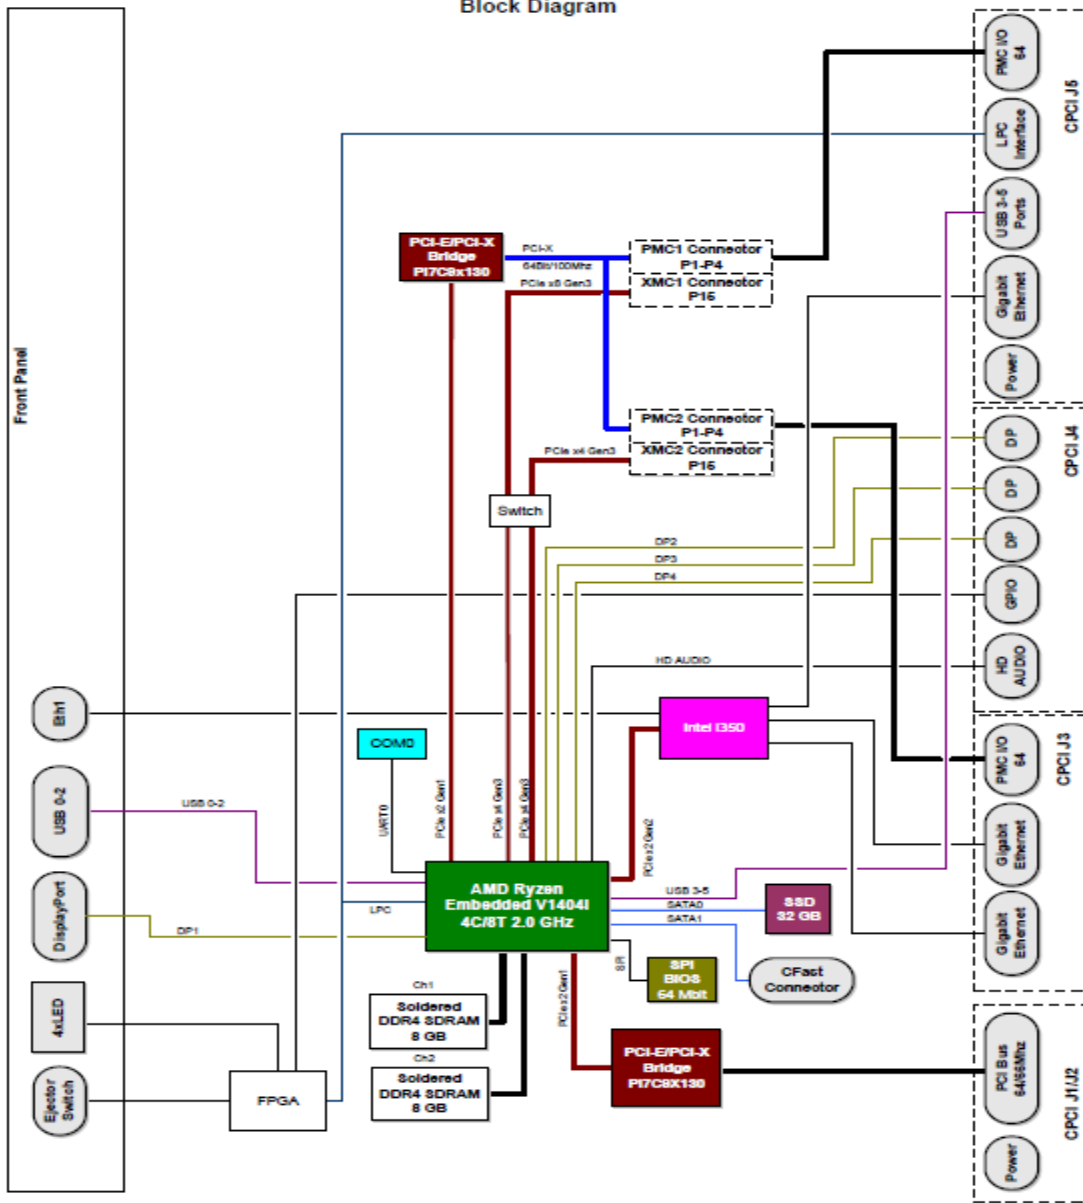 Block Diagram
Front Panel
PMC I/O
64
LPC
Interface
USB 3-5
Ports
Gigabit
Ethernet
Power
CPCI J5
PCI-E/PCI-X
Bridge
PI7C9x130
PCI-X
64Bit/100Mhz
PCIe x8 Gen3
PMC1 Connector
P1-P4
XMC1 Connector
P15
PMC2 Connector
P1-P4
XMC2 Connector
P15
PCIe x4 Gen3
Switch
DP
DP
DP
GPIO
HD
AUDIO
CPCI J4
DP2
DP3
DP4
HD AUDIO
Eth1
USB 0-2
DisplayPort
4xLED
Ejector
Switch
USB 0-2
DP1
COM0
UART0
LPC
PCIe x2 Gen1
PCIe x4 Gen3
PCIe x4 Gen3
PCIe x2 Gen2
Intel I350
PMC I/O
64
Gigabit
Ethernet
Gigabit
Ethernet
CPCI J3
AMD Ryzen
Embedded V1404I
4C/8T 2.0 GHz
USB 3-5
SATA0
SATA1
SSD
32 GB
SPI
SPI
BIOS
64 Mbit
CFast
Connector
Ch1
Soldered
DDR4 SDRAM
8 GB
Ch2
Soldered
DDR4 SDRAM
8 GB
FPGA
PCIe x2 Gen1
PCI-E/PCI-X
Bridge
PI7C9X130
PCI Bus
64/66Mhz
Power
CPCI J1/J2